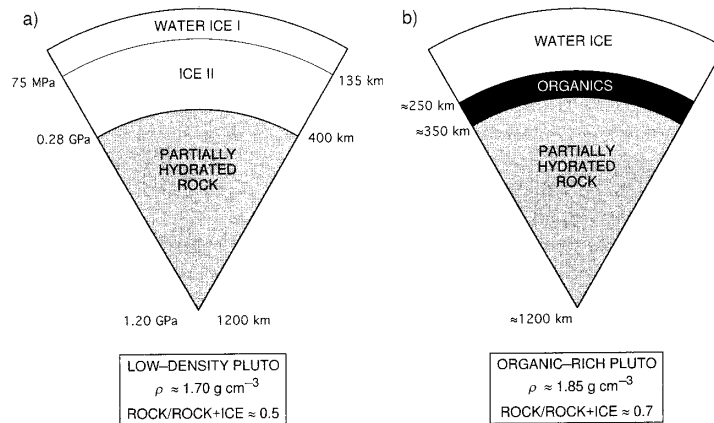 a)
WATER ICE I
75 MPa
135 km
ICE II
0.28 GPa
400 km
PARTIALLY
HYDRATED
ROCK
1.20 GPa
1200 km
LOW–DENSITY PLUTO
ρ ≈ 1.70 g cm⁻³
ROCK/ROCK+ICE ≈ 0.5
b)
WATER ICE
ORGANICS
≈250 km
≈350 km
PARTIALLY
HYDRATED
ROCK
≈1200 km
ORGANIC–RICH PLUTO
ρ ≈ 1.85 g cm⁻³
ROCK/ROCK+ICE ≈ 0.7